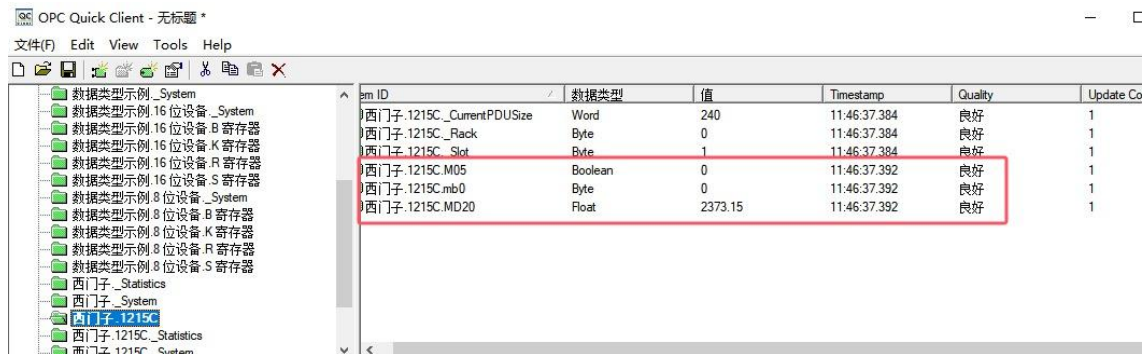 OPC Quick Client - 无标题 *
文件(F) Edit View Tools Help
数据类型示例._System
数据类型示例.16 位设备._System
数据类型示例.16 位设备.B 寄存器
数据类型示例.16 位设备.K 寄存器
数据类型示例.16 位设备.R 寄存器
数据类型示例.16 位设备.S 寄存器
数据类型示例.8 位设备._System
数据类型示例.8 位设备.B 寄存器
数据类型示例.8 位设备.K 寄存器
数据类型示例.8 位设备.R 寄存器
数据类型示例.8 位设备.S 寄存器
西门子._Statistics
西门子._System
西门子.1215C
西门子.1215C._Statistics
西门子.1215C._System
em ID 数据类型 值 Timestamp Quality Update Co
西门子.1215C._CurrentPDUSize Word 240 11:46:37.384 良好 1
西门子.1215C._Rack Byte 0 11:46:37.384 良好 1
西门子.1215C._Slot Byte 1 11:46:37.384 良好 1
西门子.1215C.M05 Boolean 0 11:46:37.392 良好 1
西门子.1215C.mb0 Byte 0 11:46:37.392 良好 1
西门子.1215C.MD20 Float 2373.15 11:46:37.392 良好 1